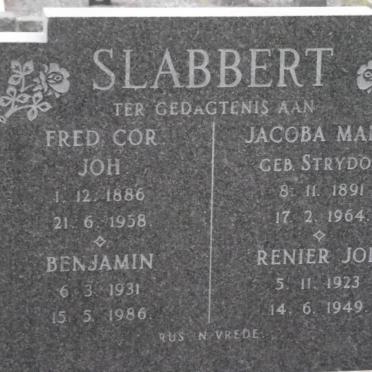 SLABBERT
TER GEDAGTENIS AAN
FRED COR
JOH
1. 12. 1886
21. 6. 1958.
BENJAMIN
6. 3. 1931
15. 5. 1986.
JACOBA
GEB. STRYDO
8. 11. 1891
17. 2. 1964.
RENIER
5. 11. 1923
14. 6. 1949.
RUS IN VREDE.